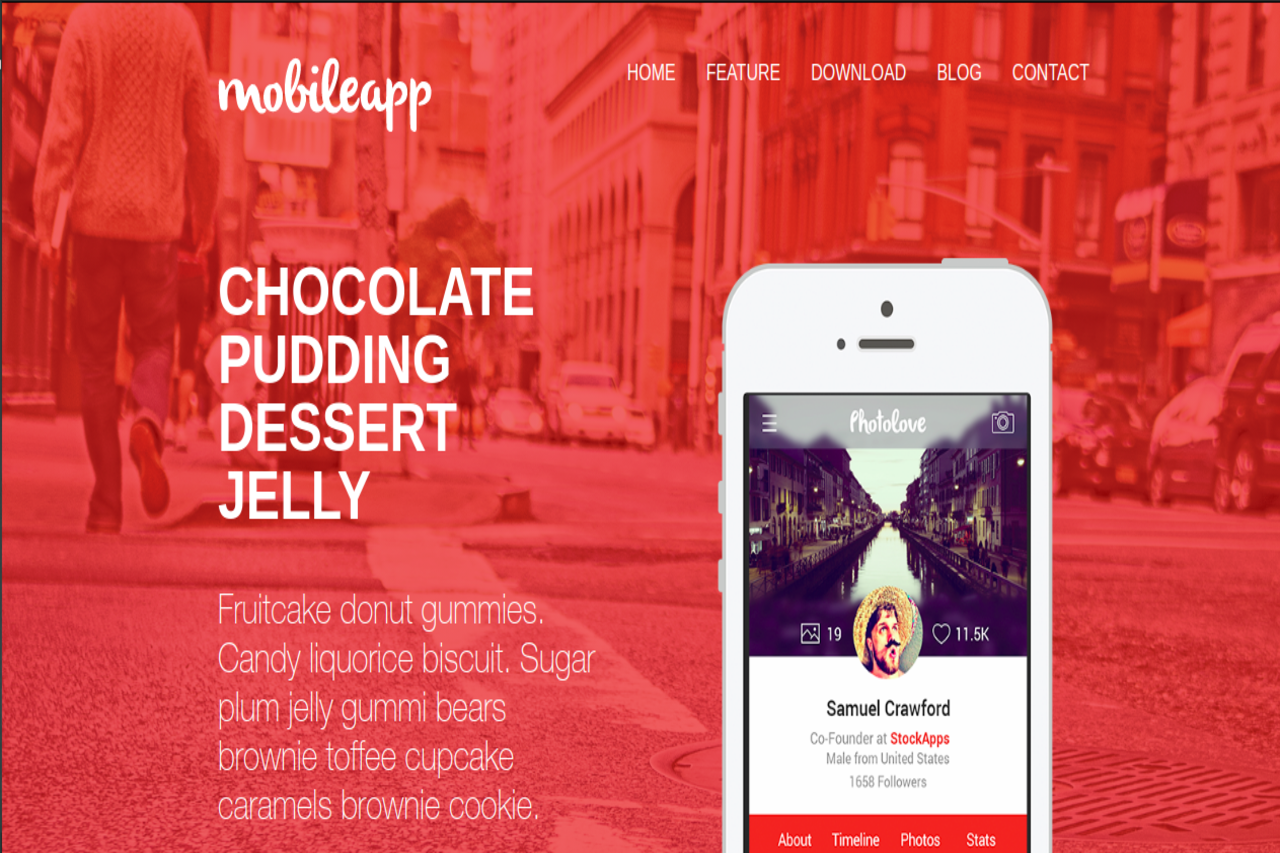 mobileapp
HOME FEATURE DOWNLOAD BLOG CONTACT
CHOCOLATE
PUDDING
DESSERT
JELLY
Fruitcake donut gummies.
Candy liquorice biscuit. Sugar
plum jelly gummi bears
brownie toffee cupcake
caramels brownie cookie.
Photolove
19 11.5K
Samuel Crawford
Co-Founder at StockApps
Male from United States
1658 Followers
About Timeline Photos Stats